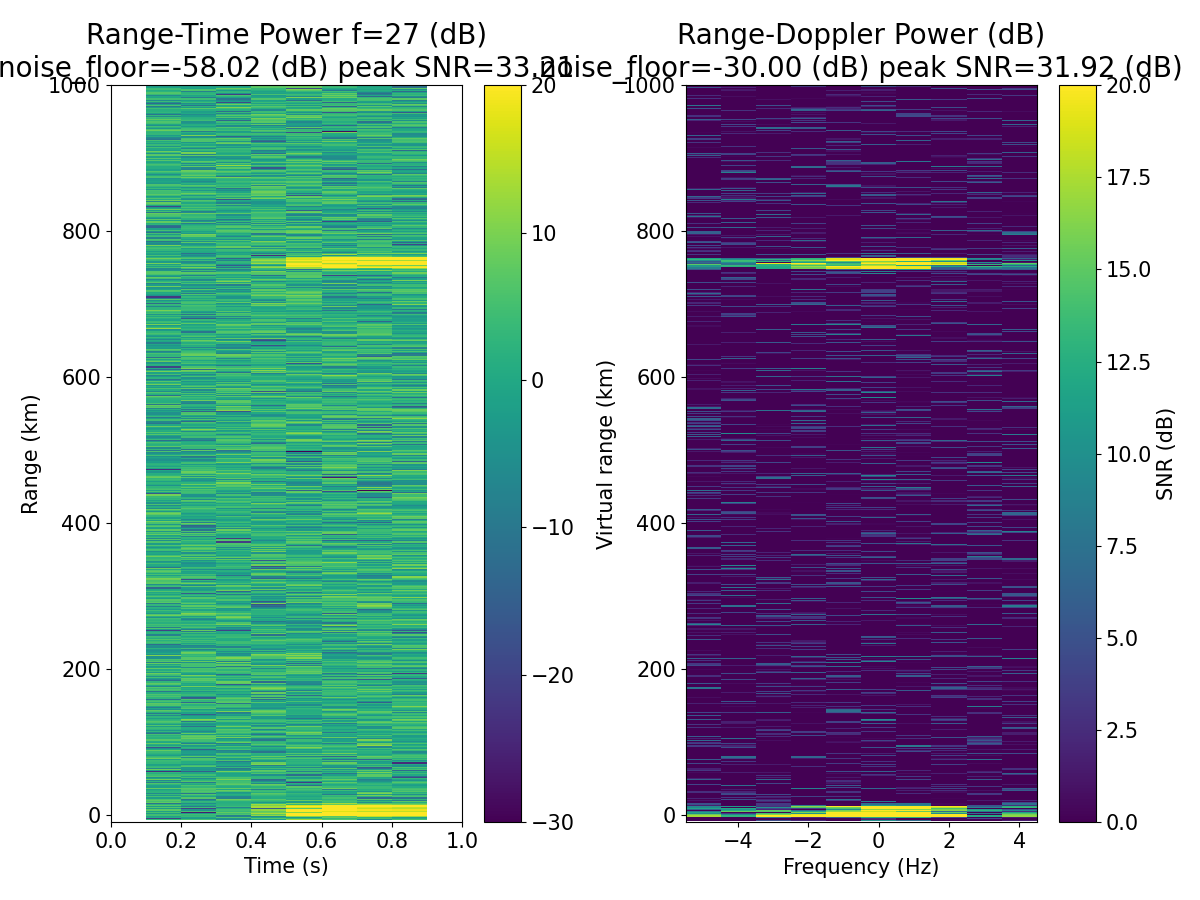 Range-Time Power f=27 (dB)
noise_floor=-58.02 (dB) peak SNR=33.21
Range-Doppler Power (dB)
noise_floor=-30.00 (dB) peak SNR=31.92 (dB)
1000
800
600
400
200
0
Range (km)
0.0 0.2 0.4 0.6 0.8 1.0
Time (s)
20
10
0
−10
−20
−30
1000
800
600
400
200
0
Virtual range (km)
−4 −2 0 2 4
Frequency (Hz)
20.0
17.5
15.0
12.5
10.0
7.5
5.0
2.5
0.0
SNR (dB)